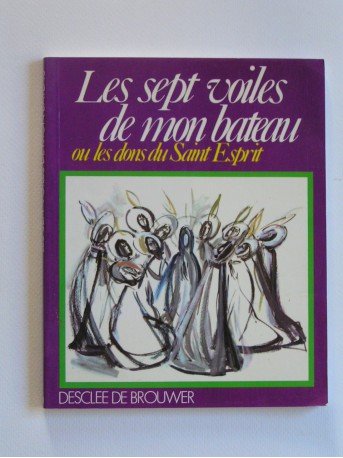 Les sept voiles
de mon bateau
ou les dons du Saint Esprit
DESCLEE DE BROUWER